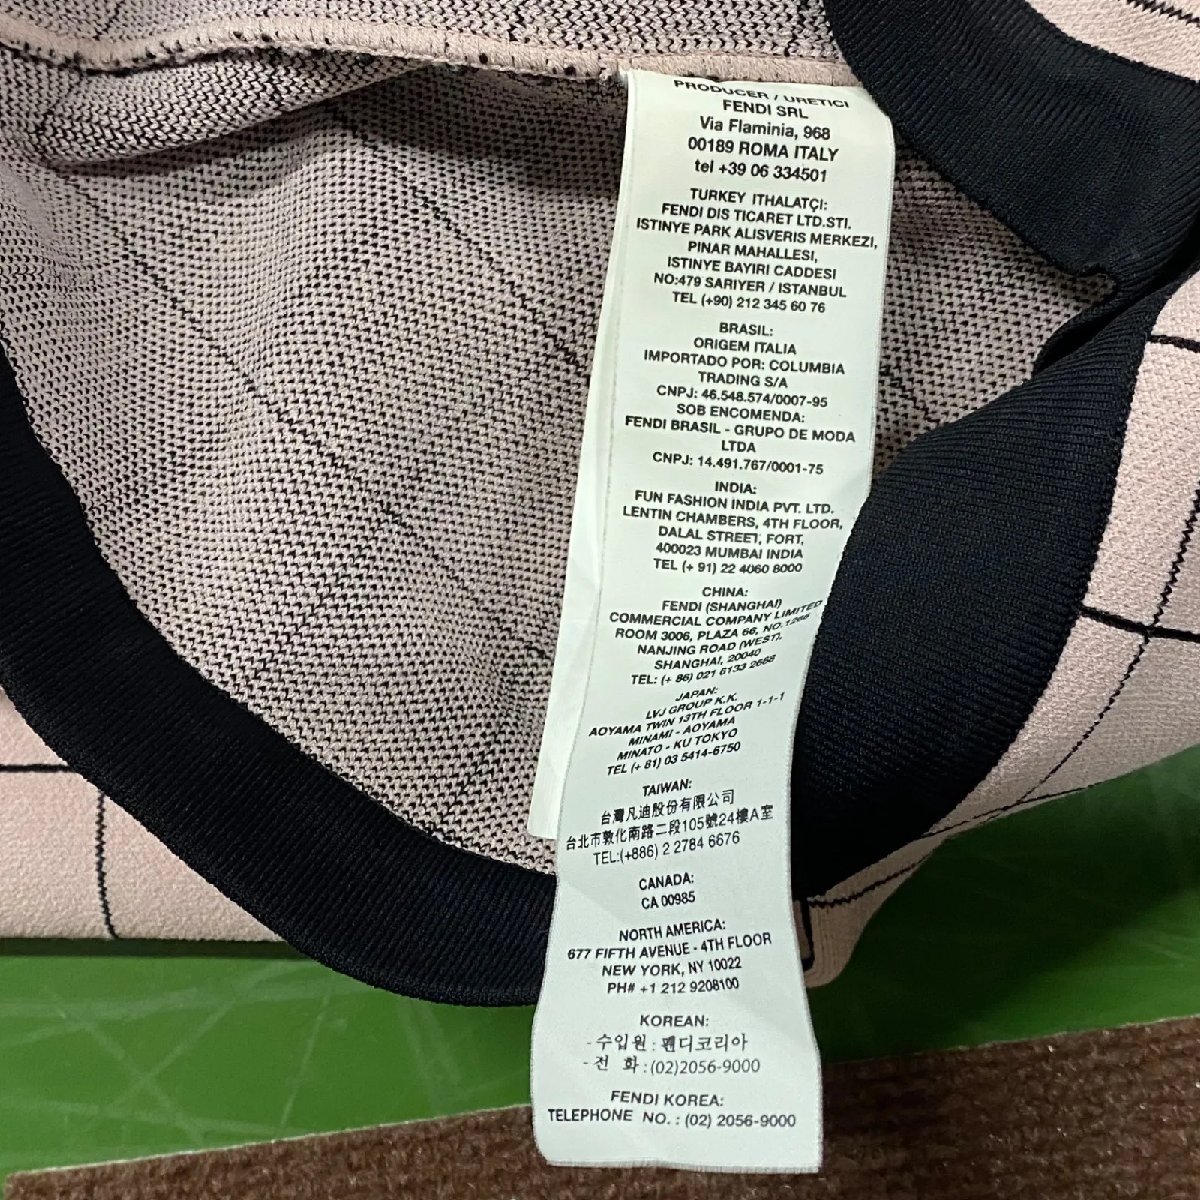 PRODUCER / URETICI
FENDI SRL
Via Flaminia, 968
00189 ROMA ITALY
tel +39 06 334501
TURKEY ITHALATÇI:
FENDI DIS TICARET LTD.STI.
ISTINYE PARK ALISVERIS MERKEZI,
PINAR MAHALLESI,
ISTINYE BAYIRI CADDESI
NO:479 SARIYER / ISTANBUL
TEL (+90) 212 345 60 76
BRASIL:
ORIGEM ITALIA
IMPORTADO POR: COLUMBIA
TRADING S/A
CNPJ: 46.548.574/0007-95
SOB ENCOMENDA:
FENDI BRASIL - GRUPO DE MODA
LTDA
CNPJ: 14.491.767/0001-75
INDIA:
FUN FASHION INDIA PVT. LTD.
LENTIN CHAMBERS, 4TH FLOOR,
DALAL STREET, FORT,
400023 MUMBAI INDIA
TEL (+ 91) 22 4060 8000
CHINA:
FENDI (SHANGHAI)
COMMERCIAL COMPANY LIMITED
ROOM 3006, PLAZA 66, NO.1266
NANJING ROAD (WEST),
SHANGHAI, 20040
TEL: (+ 86) 021 6133 2688
JAPAN:
LVJ GROUP K.K.
AOYAMA TWIN 13TH FLOOR 1-1-1
MINAMI - AOYAMA
MINATO - KU TOKYO
TEL (+ 81) 03 5414-6750
TAIWAN:
台灣凡迪股份有限公司
台北市敦化南路二段105號24樓A室
TEL:(+886) 2 2784 6676
CANADA:
CA 00985
NORTH AMERICA:
677 FIFTH AVENUE - 4TH FLOOR
NEW YORK, NY 10022
PH# +1 212 9208100
KOREAN:
- 수입원 : 펜디코리아
- 전 화 : (02)2056-9000
FENDI KOREA:
TELEPHONE NO. : (02) 2056-9000